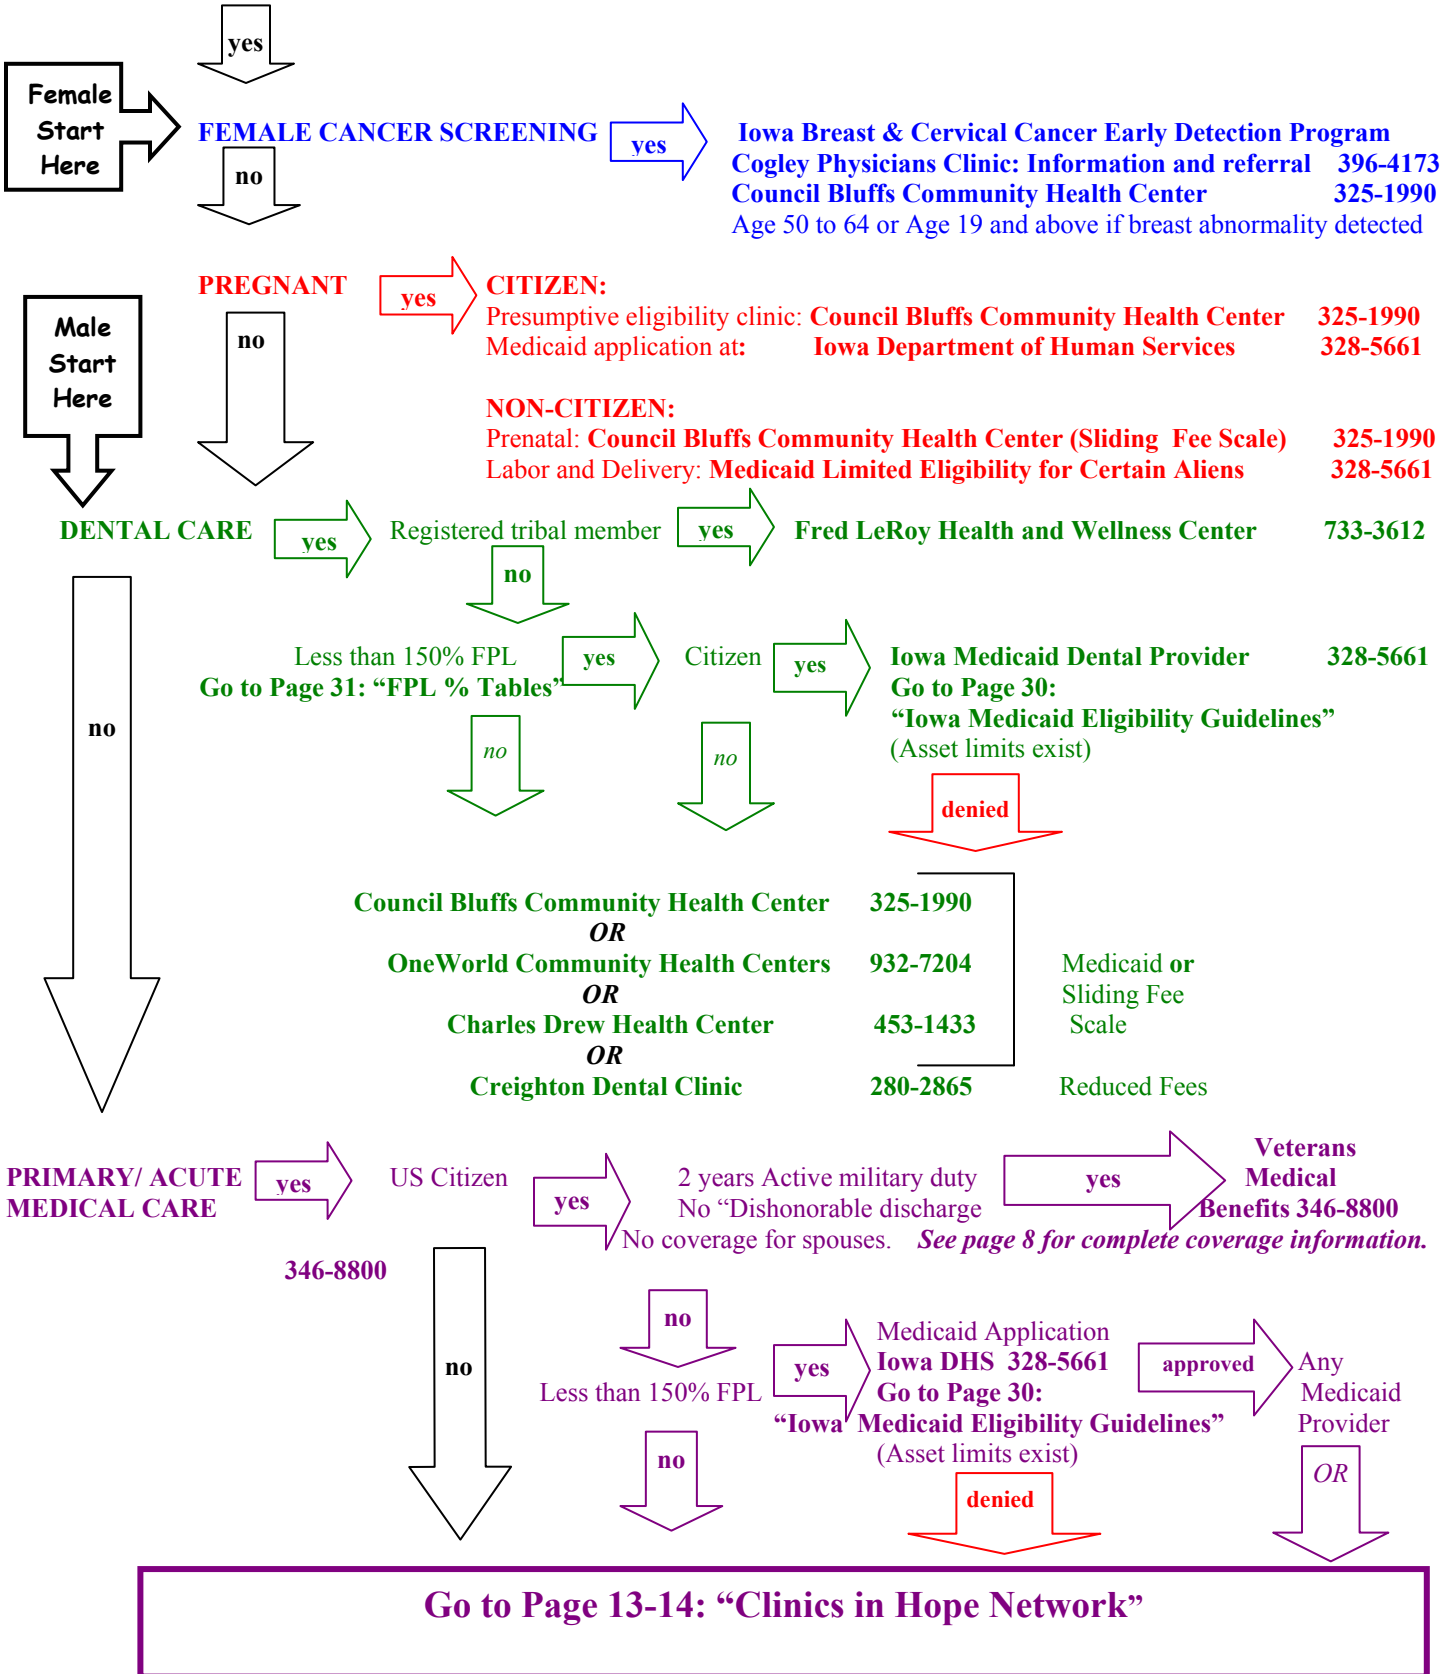 yes
Female
Start
Here
FEMALE CANCER SCREENING
yes
Iowa Breast & Cervical Cancer Early Detection Program
Cogley Physicians Clinic: Information and referral 396-4173
Council Bluffs Community Health Center 325-1990
Age 50 to 64 or Age 19 and above if breast abnormality detected
no
PREGNANT
yes
CITIZEN:
Presumptive eligibility clinic: Council Bluffs Community Health Center 325-1990
Medicaid application at: Iowa Department of Human Services 328-5661
NON-CITIZEN:
Prenatal: Council Bluffs Community Health Center (Sliding Fee Scale) 325-1990
Labor and Delivery: Medicaid Limited Eligibility for Certain Aliens 328-5661
no
Male
Start
Here
DENTAL CARE
yes
Registered tribal member
yes
Fred LeRoy Health and Wellness Center 733-3612
no
Less than 150% FPL
Go to Page 31: “FPL % Tables”
yes
Citizen
yes
Iowa Medicaid Dental Provider 328-5661
Go to Page 30:
“Iowa Medicaid Eligibility Guidelines”
(Asset limits exist)
no
no
no
denied
Council Bluffs Community Health Center 325-1990
OR
OneWorld Community Health Centers 932-7204
OR
Charles Drew Health Center 453-1433
OR
Creighton Dental Clinic 280-2865 Reduced Fees
Medicaid or
Sliding Fee
Scale
PRIMARY/ ACUTE
MEDICAL CARE
yes
US Citizen
yes
2 years Active military duty
No “Dishonorable discharge
No coverage for spouses. See page 8 for complete coverage information.
yes
Veterans
Medical
Benefits 346-8800
346-8800
no
no
Less than 150% FPL
yes
Medicaid Application
Iowa DHS 328-5661
Go to Page 30:
“Iowa Medicaid Eligibility Guidelines”
(Asset limits exist)
approved
Any
Medicaid
Provider
no
denied
OR
Go to Page 13-14: “Clinics in Hope Network”